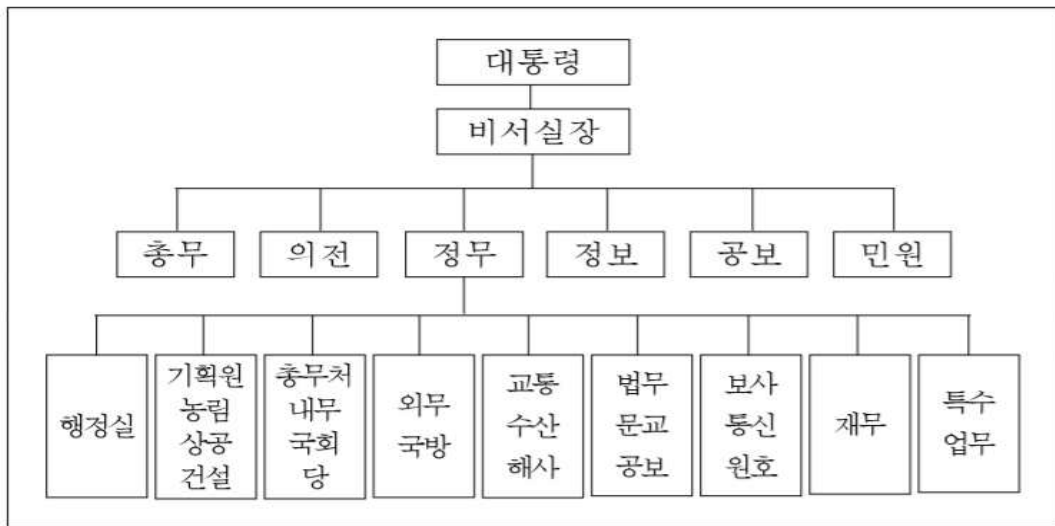 대통령
비서실장
총무
의전
정무
정보
공보
민원
행정실
기획원
농림
상공
건설
총무처
내무
국회
당
외무
국방
교통
수산
해사
법무
문교
공보
보사
통신
원호
재무
특수
업무